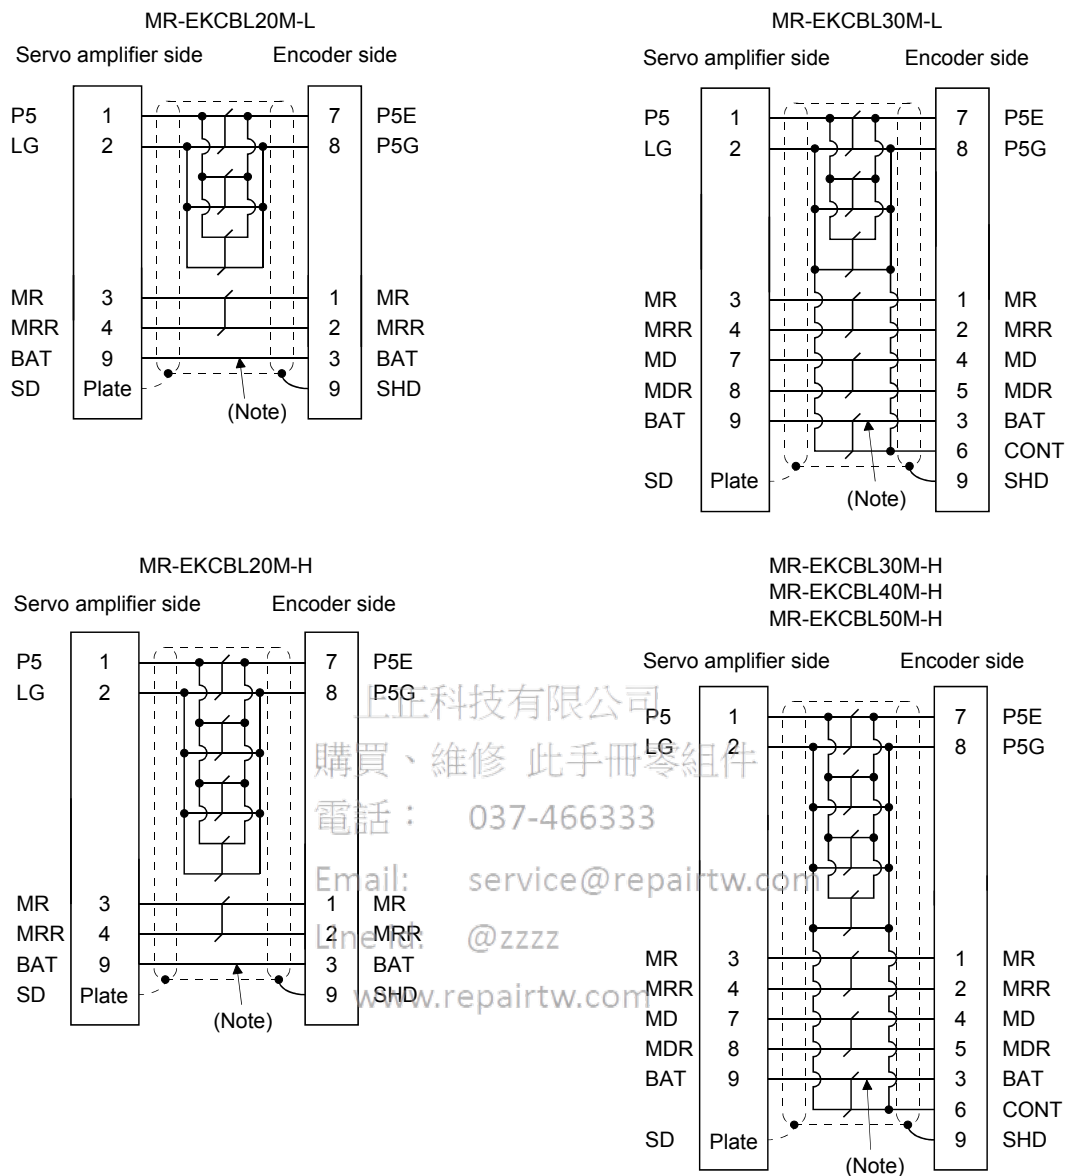 MR-EKCBL20M-L
Servo amplifier side Encoder side
P5 1 7 P5E
LG 2 8 P5G
MR 3 1 MR
MRR 4 2 MRR
BAT 9 3 BAT
SD Plate 9 SHD
(Note)
MR-EKCBL30M-L
Servo amplifier side Encoder side
P5 1 7 P5E
LG 2 8 P5G
MR 3 1 MR
MRR 4 2 MRR
MD 7 4 MD
MDR 8 5 MDR
BAT 9 3 BAT
6 CONT
SD Plate 9 SHD
(Note)
MR-EKCBL20M-H
Servo amplifier side Encoder side
P5 1 7 P5E
LG 2 8 P5G
MR 3 1 MR
MRR 4 2 MRR
BAT 9 3 BAT
SD Plate 9 SHD
(Note)
MR-EKCBL30M-H
MR-EKCBL40M-H
MR-EKCBL50M-H
Servo amplifier side Encoder side
P5 1 7 P5E
LG 2 8 P5G
MR 3 1 MR
MRR 4 2 MRR
MD 7 4 MD
MDR 8 5 MDR
BAT 9 3 BAT
6 CONT
SD Plate 9 SHD
(Note)
上正科技有限公司
購買、維修 此手冊零組件
電話： 037-466333
Email: service@repairtw.com
Line id: @zzzz
www.repairtw.com